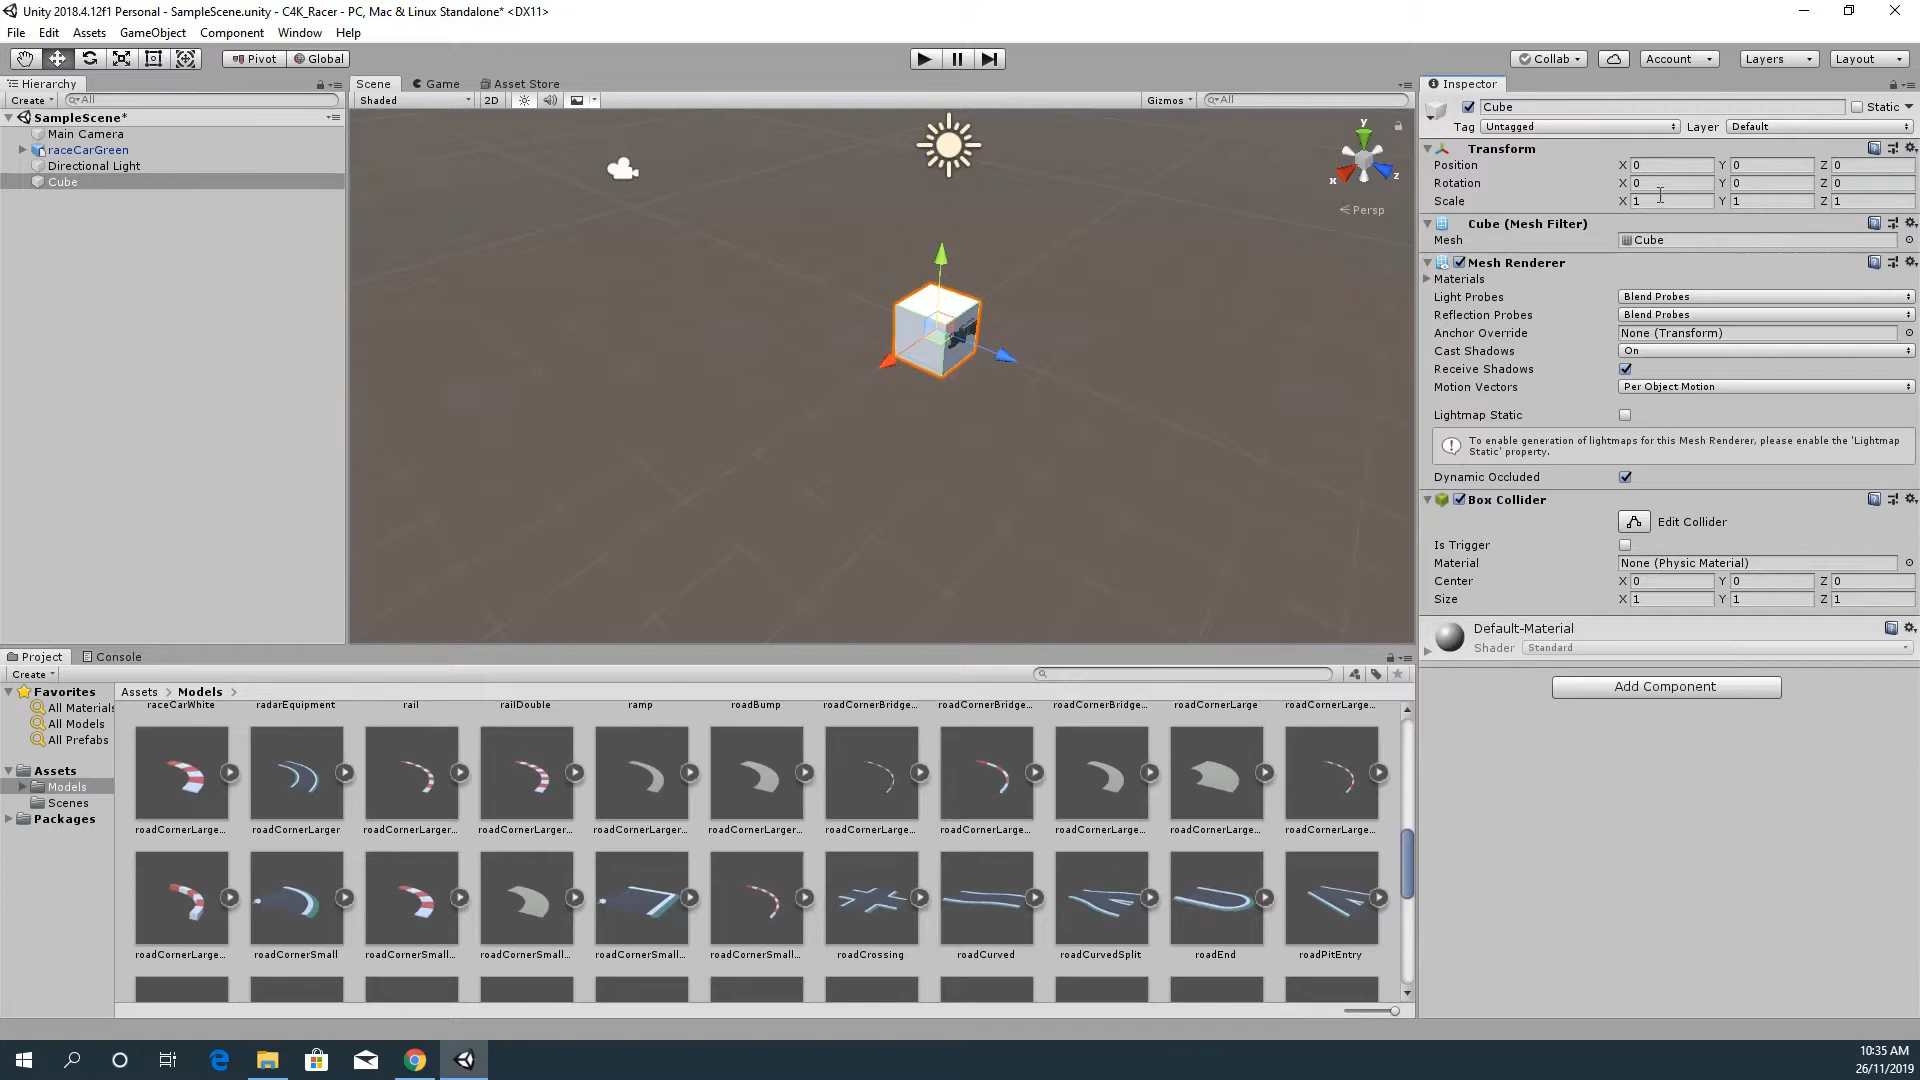 Unity 2018.4.12f1 Personal - SampleScene.unity - C4K_Racer - PC, Mac & Linux Standalone* <DX11>
File Edit Assets GameObject Component Window Help
Pivot Global Collab Account Layers Layout
Hierarchy
Create All
SampleScene*
Main Camera
raceCarGreen
Directional Light
Cube
Scene Game Asset Store
Shaded 2D Gizmos All
y
x
z
Persp
Inspector
Cube Static
Tag Untagged Layer Default
Transform
Position X 0 Y 0 Z 0
Rotation X 0 Y 0 Z 0
Scale X 1 Y 1 Z 1
Cube (Mesh Filter)
Mesh Cube
Mesh Renderer
Materials
Light Probes Blend Probes
Reflection Probes Blend Probes
Anchor Override None (Transform)
Cast Shadows On
Receive Shadows
Motion Vectors Per Object Motion
Lightmap Static
To enable generation of lightmaps for this Mesh Renderer, please enable the 'Lightmap
Static' property.
Dynamic Occluded
Box Collider
Edit Collider
Is Trigger
Material None (Physic Material)
Center X 0 Y 0 Z 0
Size X 1 Y 1 Z 1
Default-Material
Shader Standard
Add Component
Project Console
Create
Favorites
All Materials
All Models
All Prefabs
Assets
Models
Scenes
Packages
Assets > Models >
raceCarWhite radarEquipment rail railDouble ramp roadBump roadCornerBridge... roadCornerBridge... roadCornerBridge... roadCornerLarge roadCornerLarge...
roadCornerLarge... roadCornerLarger roadCornerLarger... roadCornerLarger... roadCornerLarger... roadCornerLarger... roadCornerLarge... roadCornerLarge... roadCornerLarge... roadCornerLarge... roadCornerLarge...
roadCornerLarge... roadCornerSmall roadCornerSmall... roadCornerSmall... roadCornerSmall... roadCornerSmall... roadCrossing roadCurved roadCurvedSplit roadEnd roadPitEntry
10:35 AM
26/11/2019